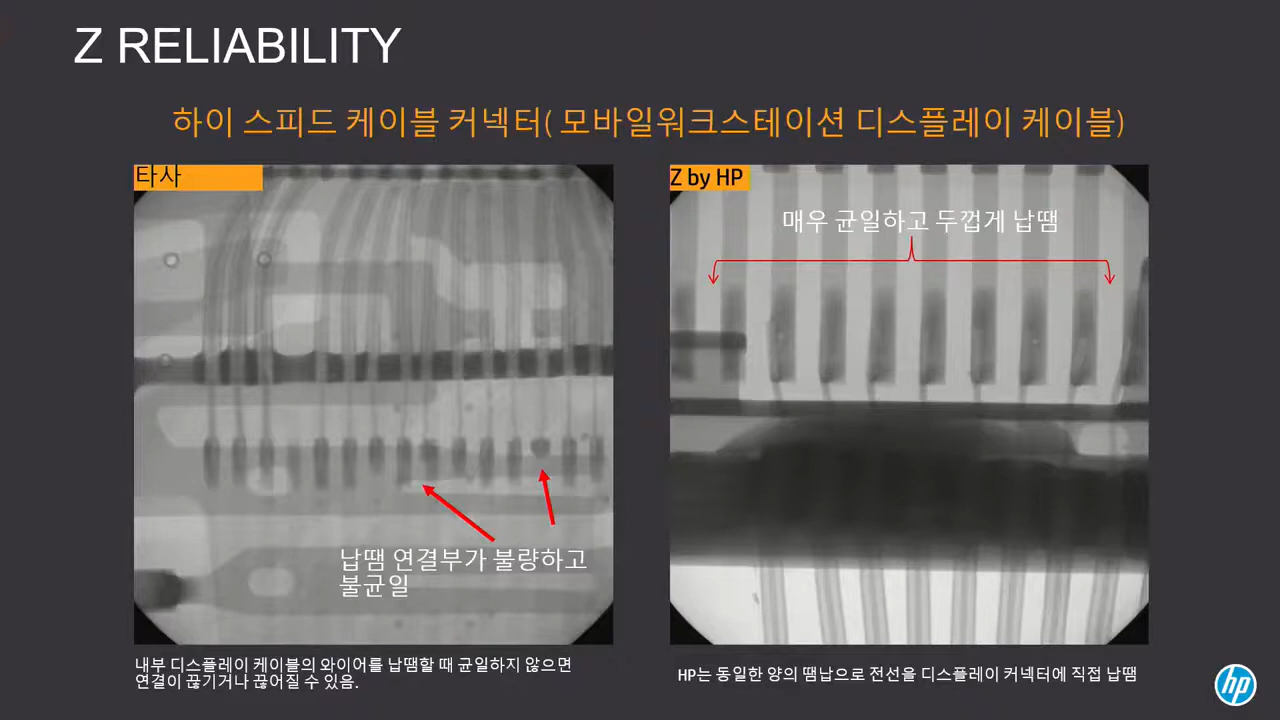 Z RELIABILITY
하이 스피드 케이블 커넥터( 모바일워크스테이션 디스플레이 케이블)
타사
Z by HP
매우 균일하고 두껍게 납땜
납땜 연결부가 불량하고
불균일
내부 디스플레이 케이블의 와이어를 납땜할 때 균일하지 않으면
연결이 끊기거나 끊어질 수 있음.
HP는 동일한 양의 땜납으로 전선을 디스플레이 커넥터에 직접 납땜
hp